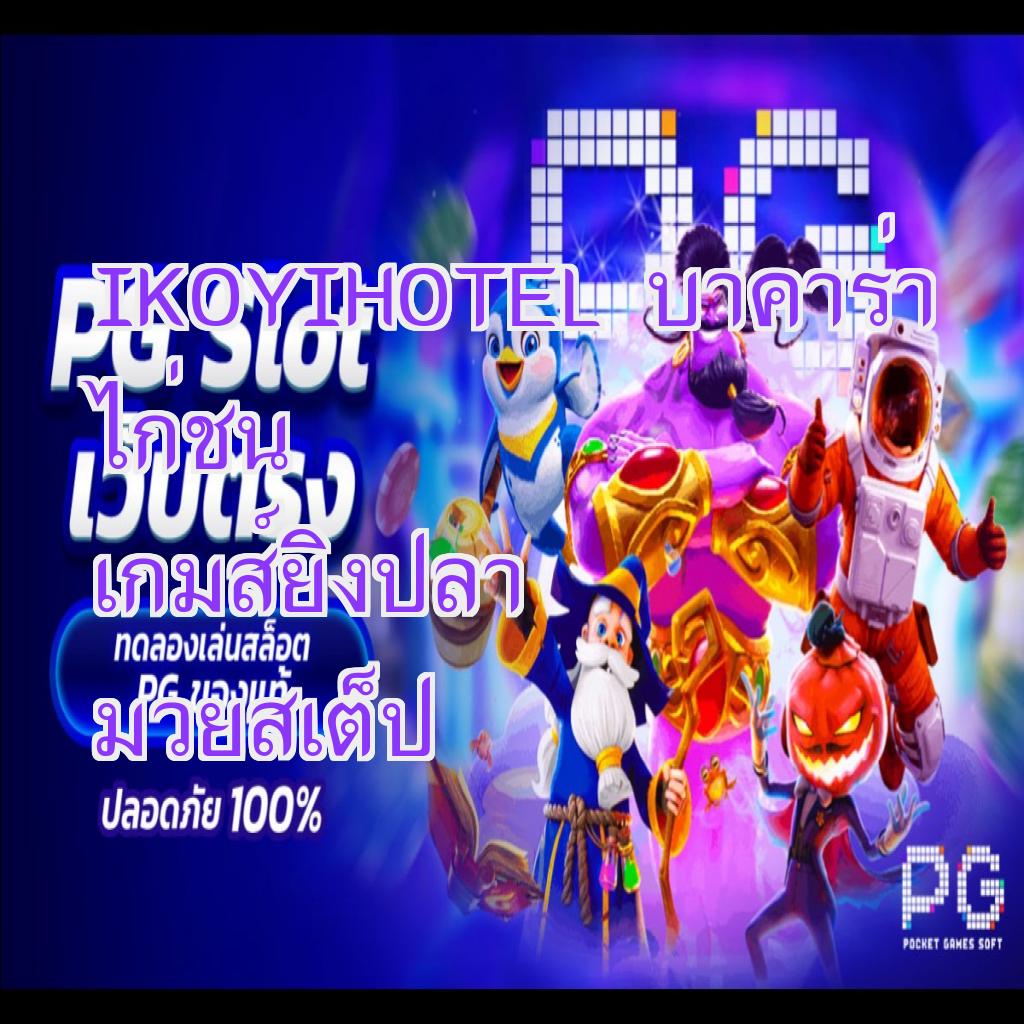 IKOYIHOTEL บาคาร่า
ไก่ชน
เกมส์ยิงปลา
มวยสเต็ป
PG Slot
เว็บตรง
ทดลองเล่นสล็อต
PG ของแท้
ปลอดภัย 100%
PG
PG
POCKET GAMES SOFT